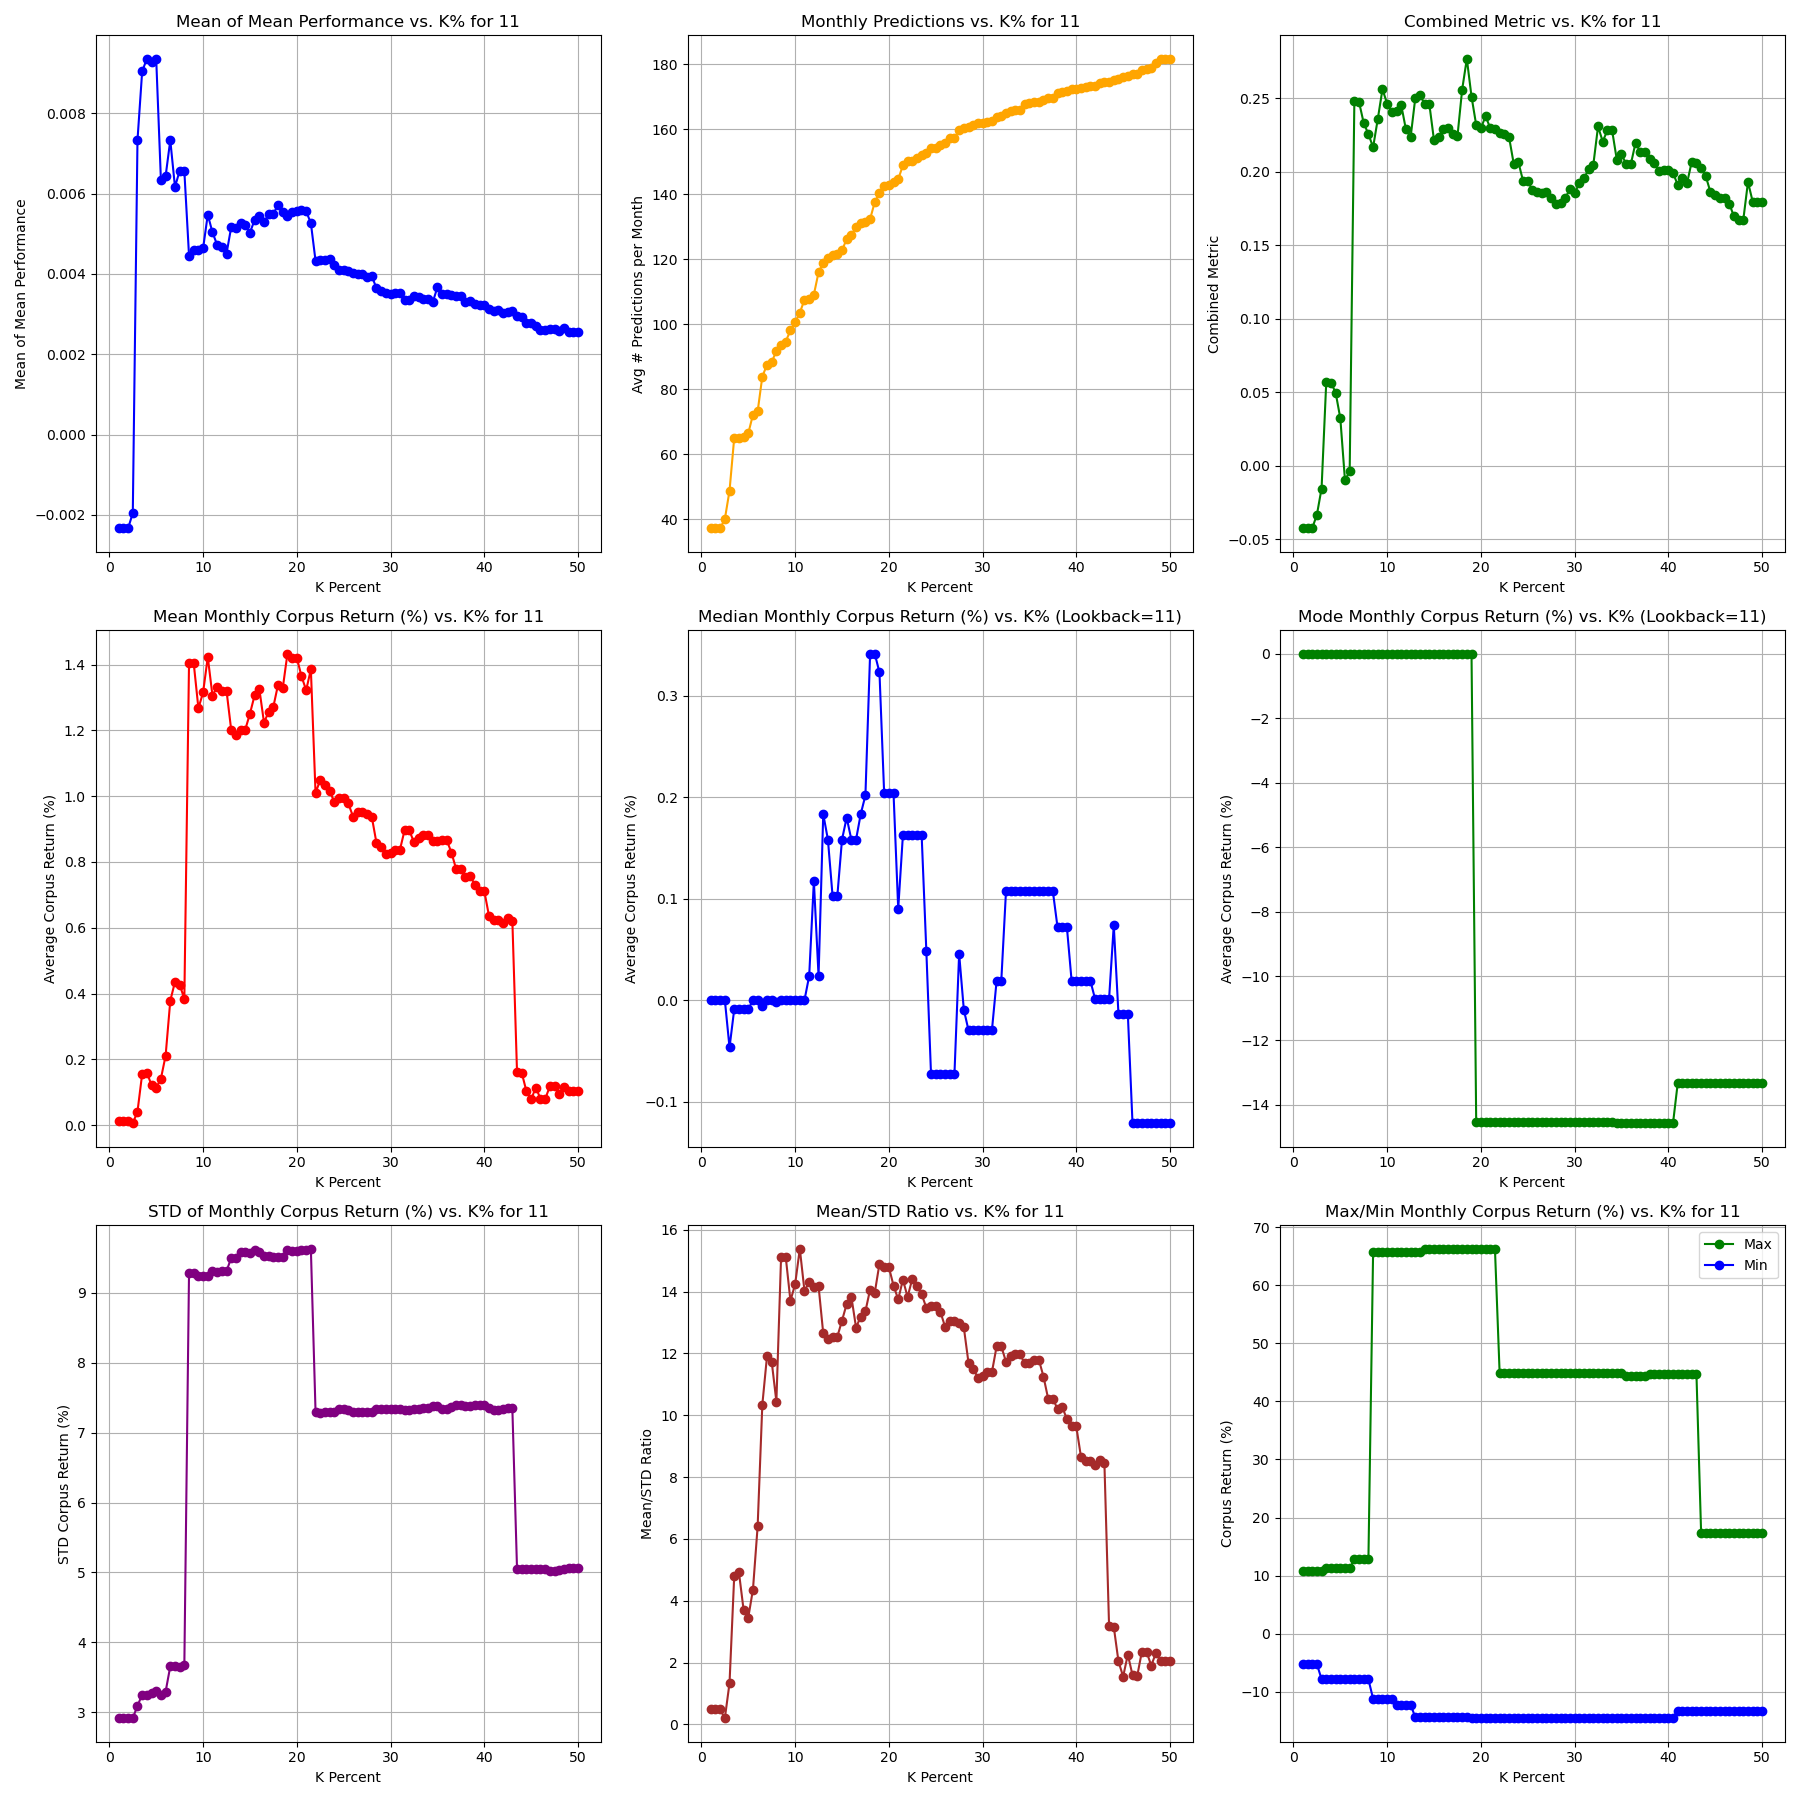 Mean of Mean Performance vs. K% for 11
Mean of Mean Performance
0.008
0.006
0.004
0.002
0.000
−0.002
0 10 20 30 40 50
K Percent
Monthly Predictions vs. K% for 11
Avg # Predictions per Month
180
160
140
120
100
80
60
40
0 10 20 30 40 50
K Percent
Combined Metric vs. K% for 11
Combined Metric
0.25
0.20
0.15
0.10
0.05
0.00
−0.05
0 10 20 30 40 50
K Percent
Mean Monthly Corpus Return (%) vs. K% for 11
Average Corpus Return (%)
1.4
1.2
1.0
0.8
0.6
0.4
0.2
0.0
0 10 20 30 40 50
K Percent
Median Monthly Corpus Return (%) vs. K% (Lookback=11)
Average Corpus Return (%)
0.3
0.2
0.1
0.0
−0.1
0 10 20 30 40 50
K Percent
Mode Monthly Corpus Return (%) vs. K% (Lookback=11)
Average Corpus Return (%)
0
−2
−4
−6
−8
−10
−12
−14
0 10 20 30 40 50
K Percent
STD of Monthly Corpus Return (%) vs. K% for 11
STD Corpus Return (%)
9
8
7
6
5
4
3
0 10 20 30 40 50
K Percent
Mean/STD Ratio vs. K% for 11
Mean/STD Ratio
16
14
12
10
8
6
4
2
0
0 10 20 30 40 50
K Percent
Max/Min Monthly Corpus Return (%) vs. K% for 11
Corpus Return (%)
70
60
50
40
30
20
10
0
−10
0 10 20 30 40 50
K Percent
Max
Min